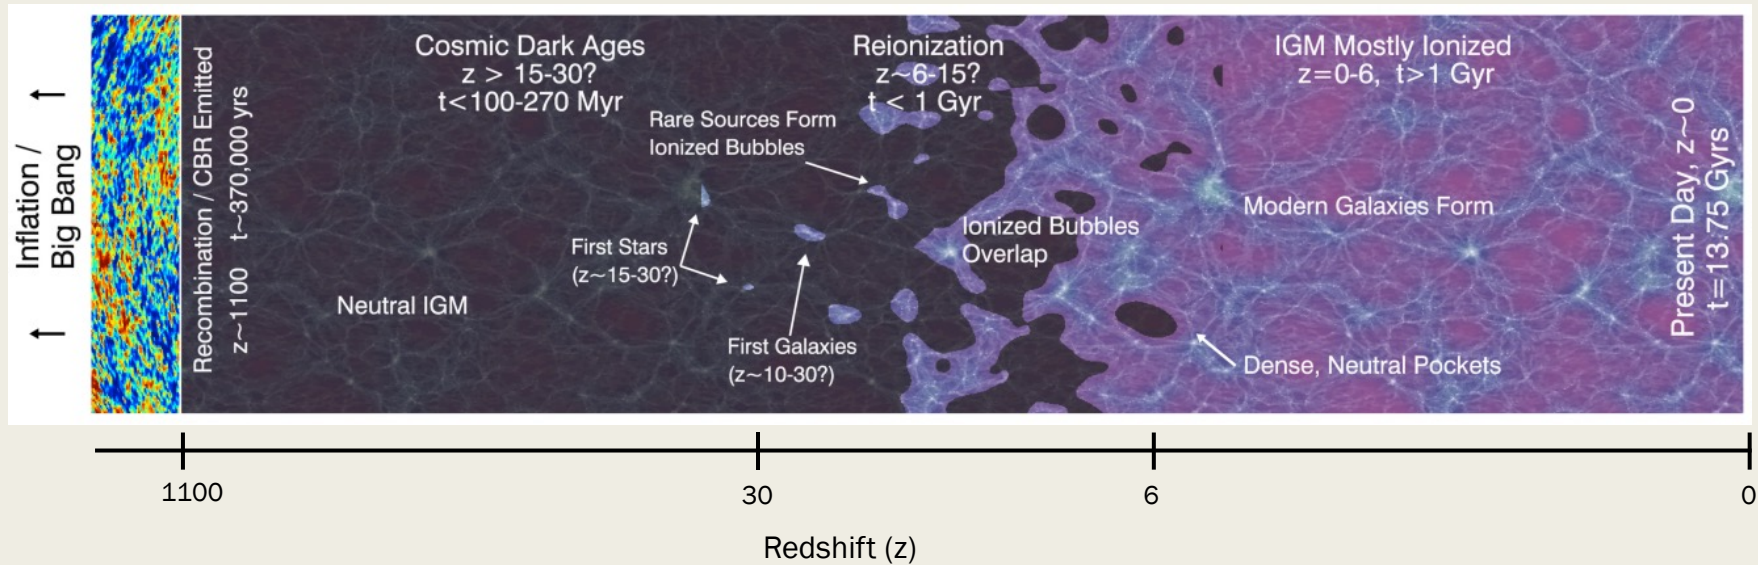 Inflation /
Big Bang
Recombination / CBR Emitted
z~1100 t~370,000 yrs
Cosmic Dark Ages
z > 15-30?
t<100-270 Myr
Reionization
z~6-15?
t < 1 Gyr
IGM Mostly Ionized
z=0-6, t>1 Gyr
Rare Sources Form
Ionized Bubbles
First Stars
(z~15-30?)
Neutral IGM
First Galaxies
(z~10-30?)
Ionized Bubbles
Overlap
Modern Galaxies Form
Dense, Neutral Pockets
Present Day, z~0
t=13.75 Gyrs
1100
30
6
0
Redshift (z)